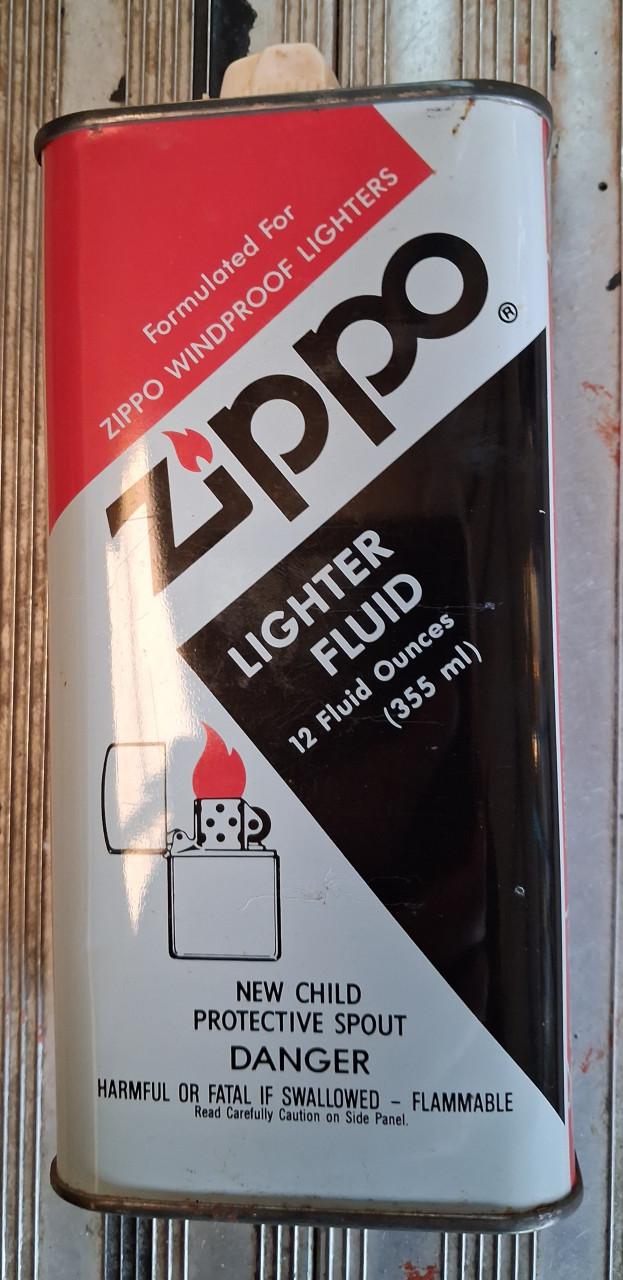 Formulated For
ZIPPO WINDPROOF LIGHTERS
Zippo®
LIGHTER
FLUID
12 Fluid Ounces
(355 ml)
NEW CHILD
PROTECTIVE SPOUT
DANGER
HARMFUL OR FATAL IF SWALLOWED – FLAMMABLE
Read Carefully Caution on Side Panel.